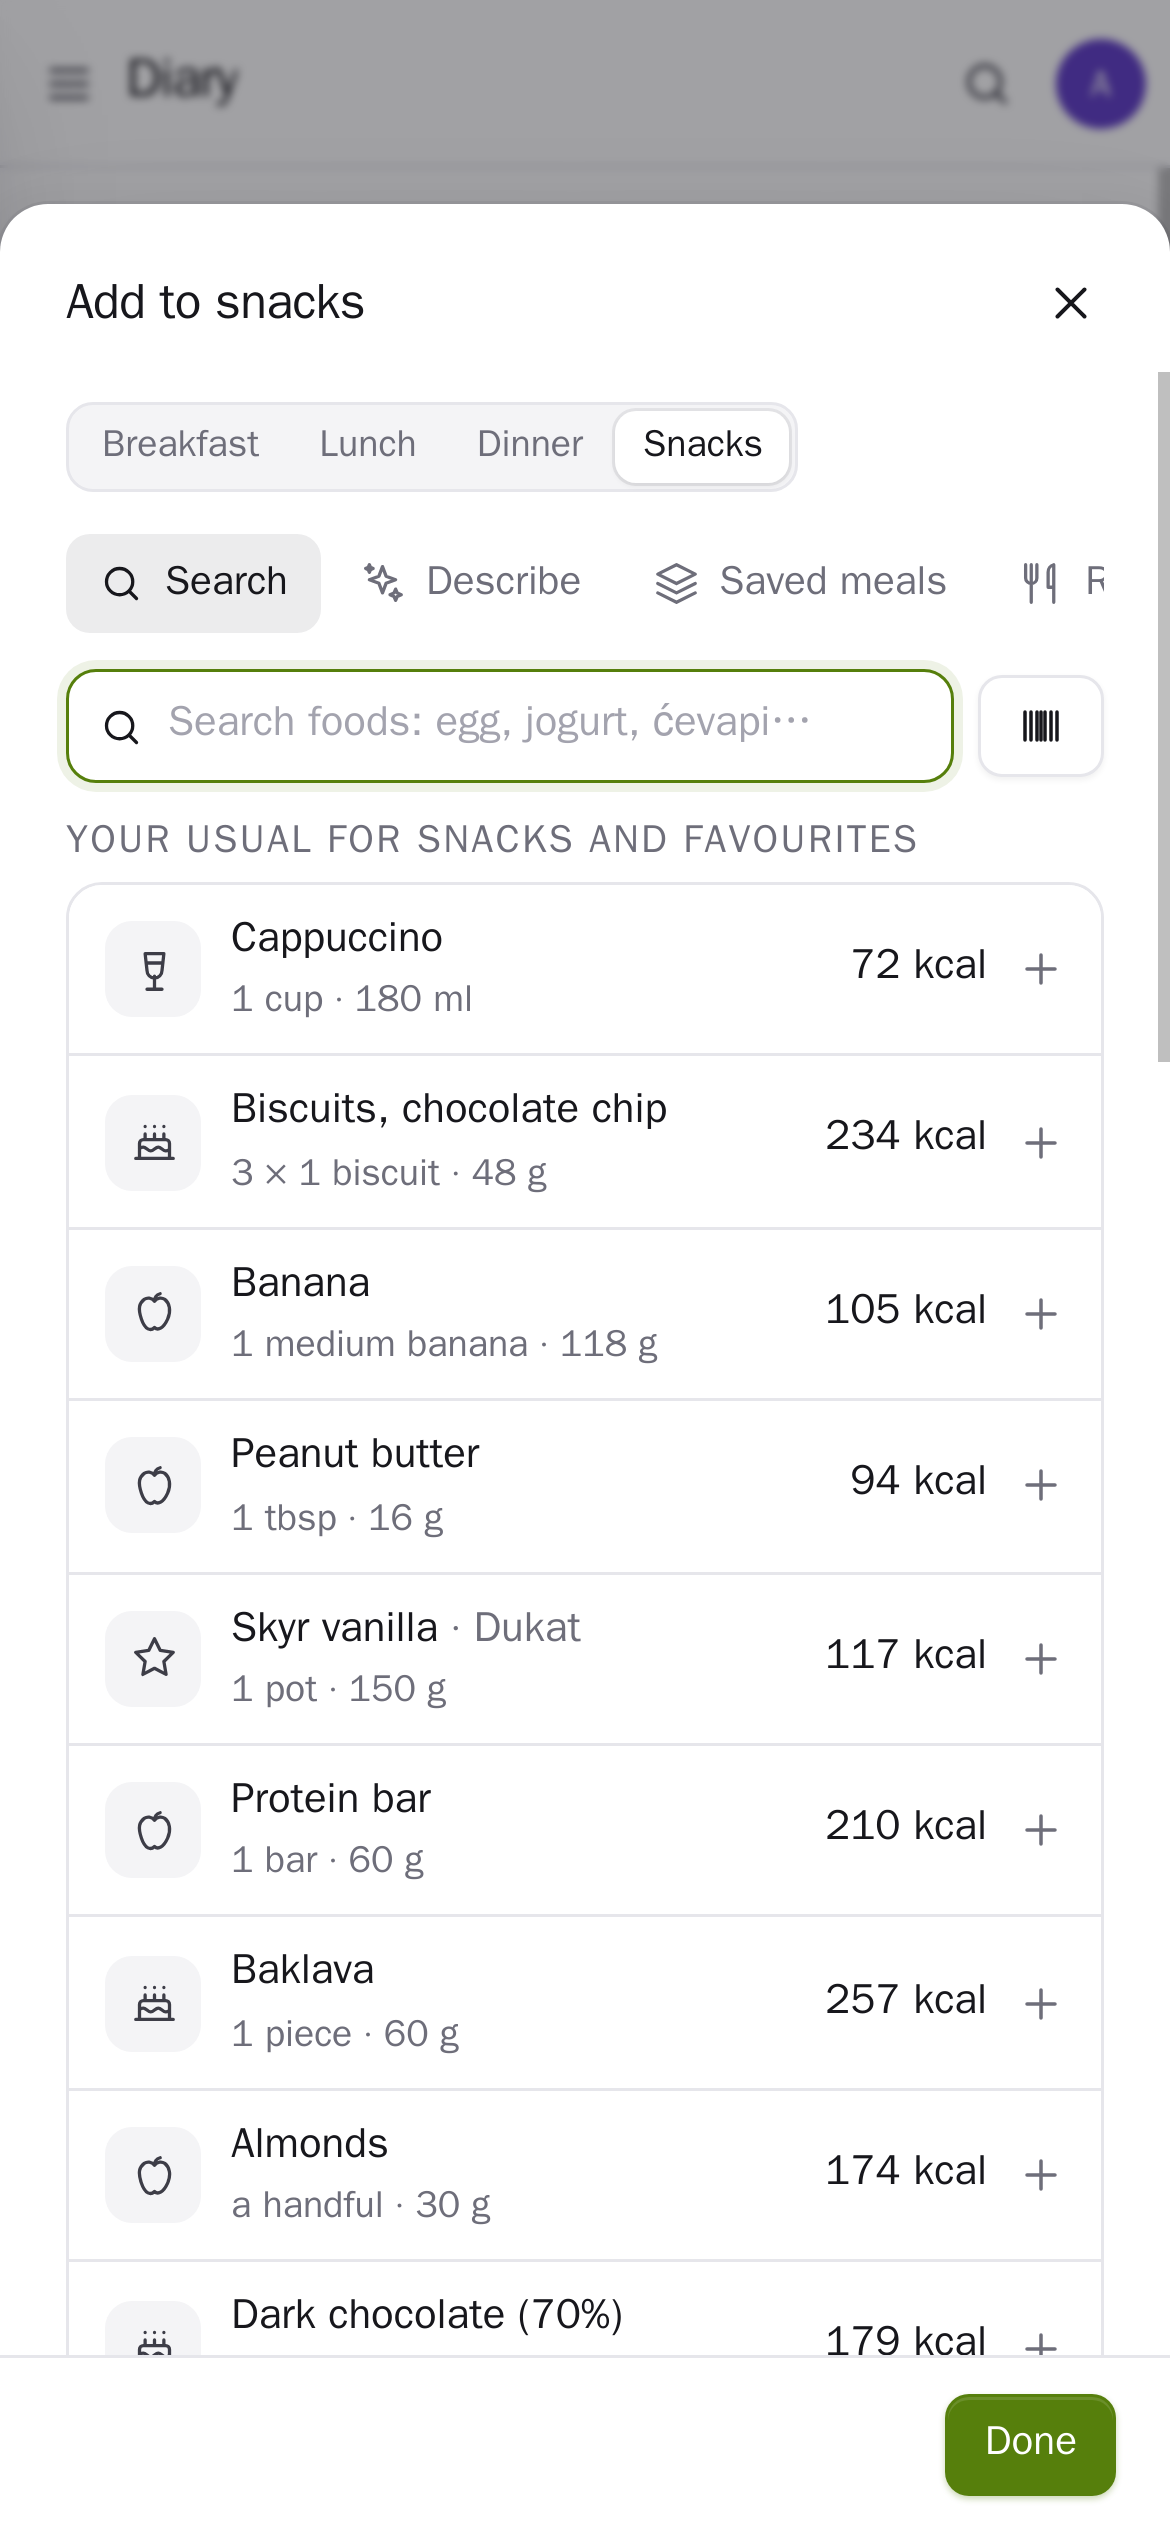 Diary
A
Add to snacks
Breakfast Lunch Dinner Snacks
Search Describe Saved meals
Search foods: egg, jogurt, ćevapi…
YOUR USUAL FOR SNACKS AND FAVOURITES
Cappuccino
72 kcal
1 cup · 180 ml
Biscuits, chocolate chip
234 kcal
3 × 1 biscuit · 48 g
Banana
105 kcal
1 medium banana · 118 g
Peanut butter
94 kcal
1 tbsp · 16 g
Skyr vanilla · Dukat
117 kcal
1 pot · 150 g
Protein bar
210 kcal
1 bar · 60 g
Baklava
257 kcal
1 piece · 60 g
Almonds
174 kcal
a handful · 30 g
Dark chocolate (70%)
179 kcal
Done